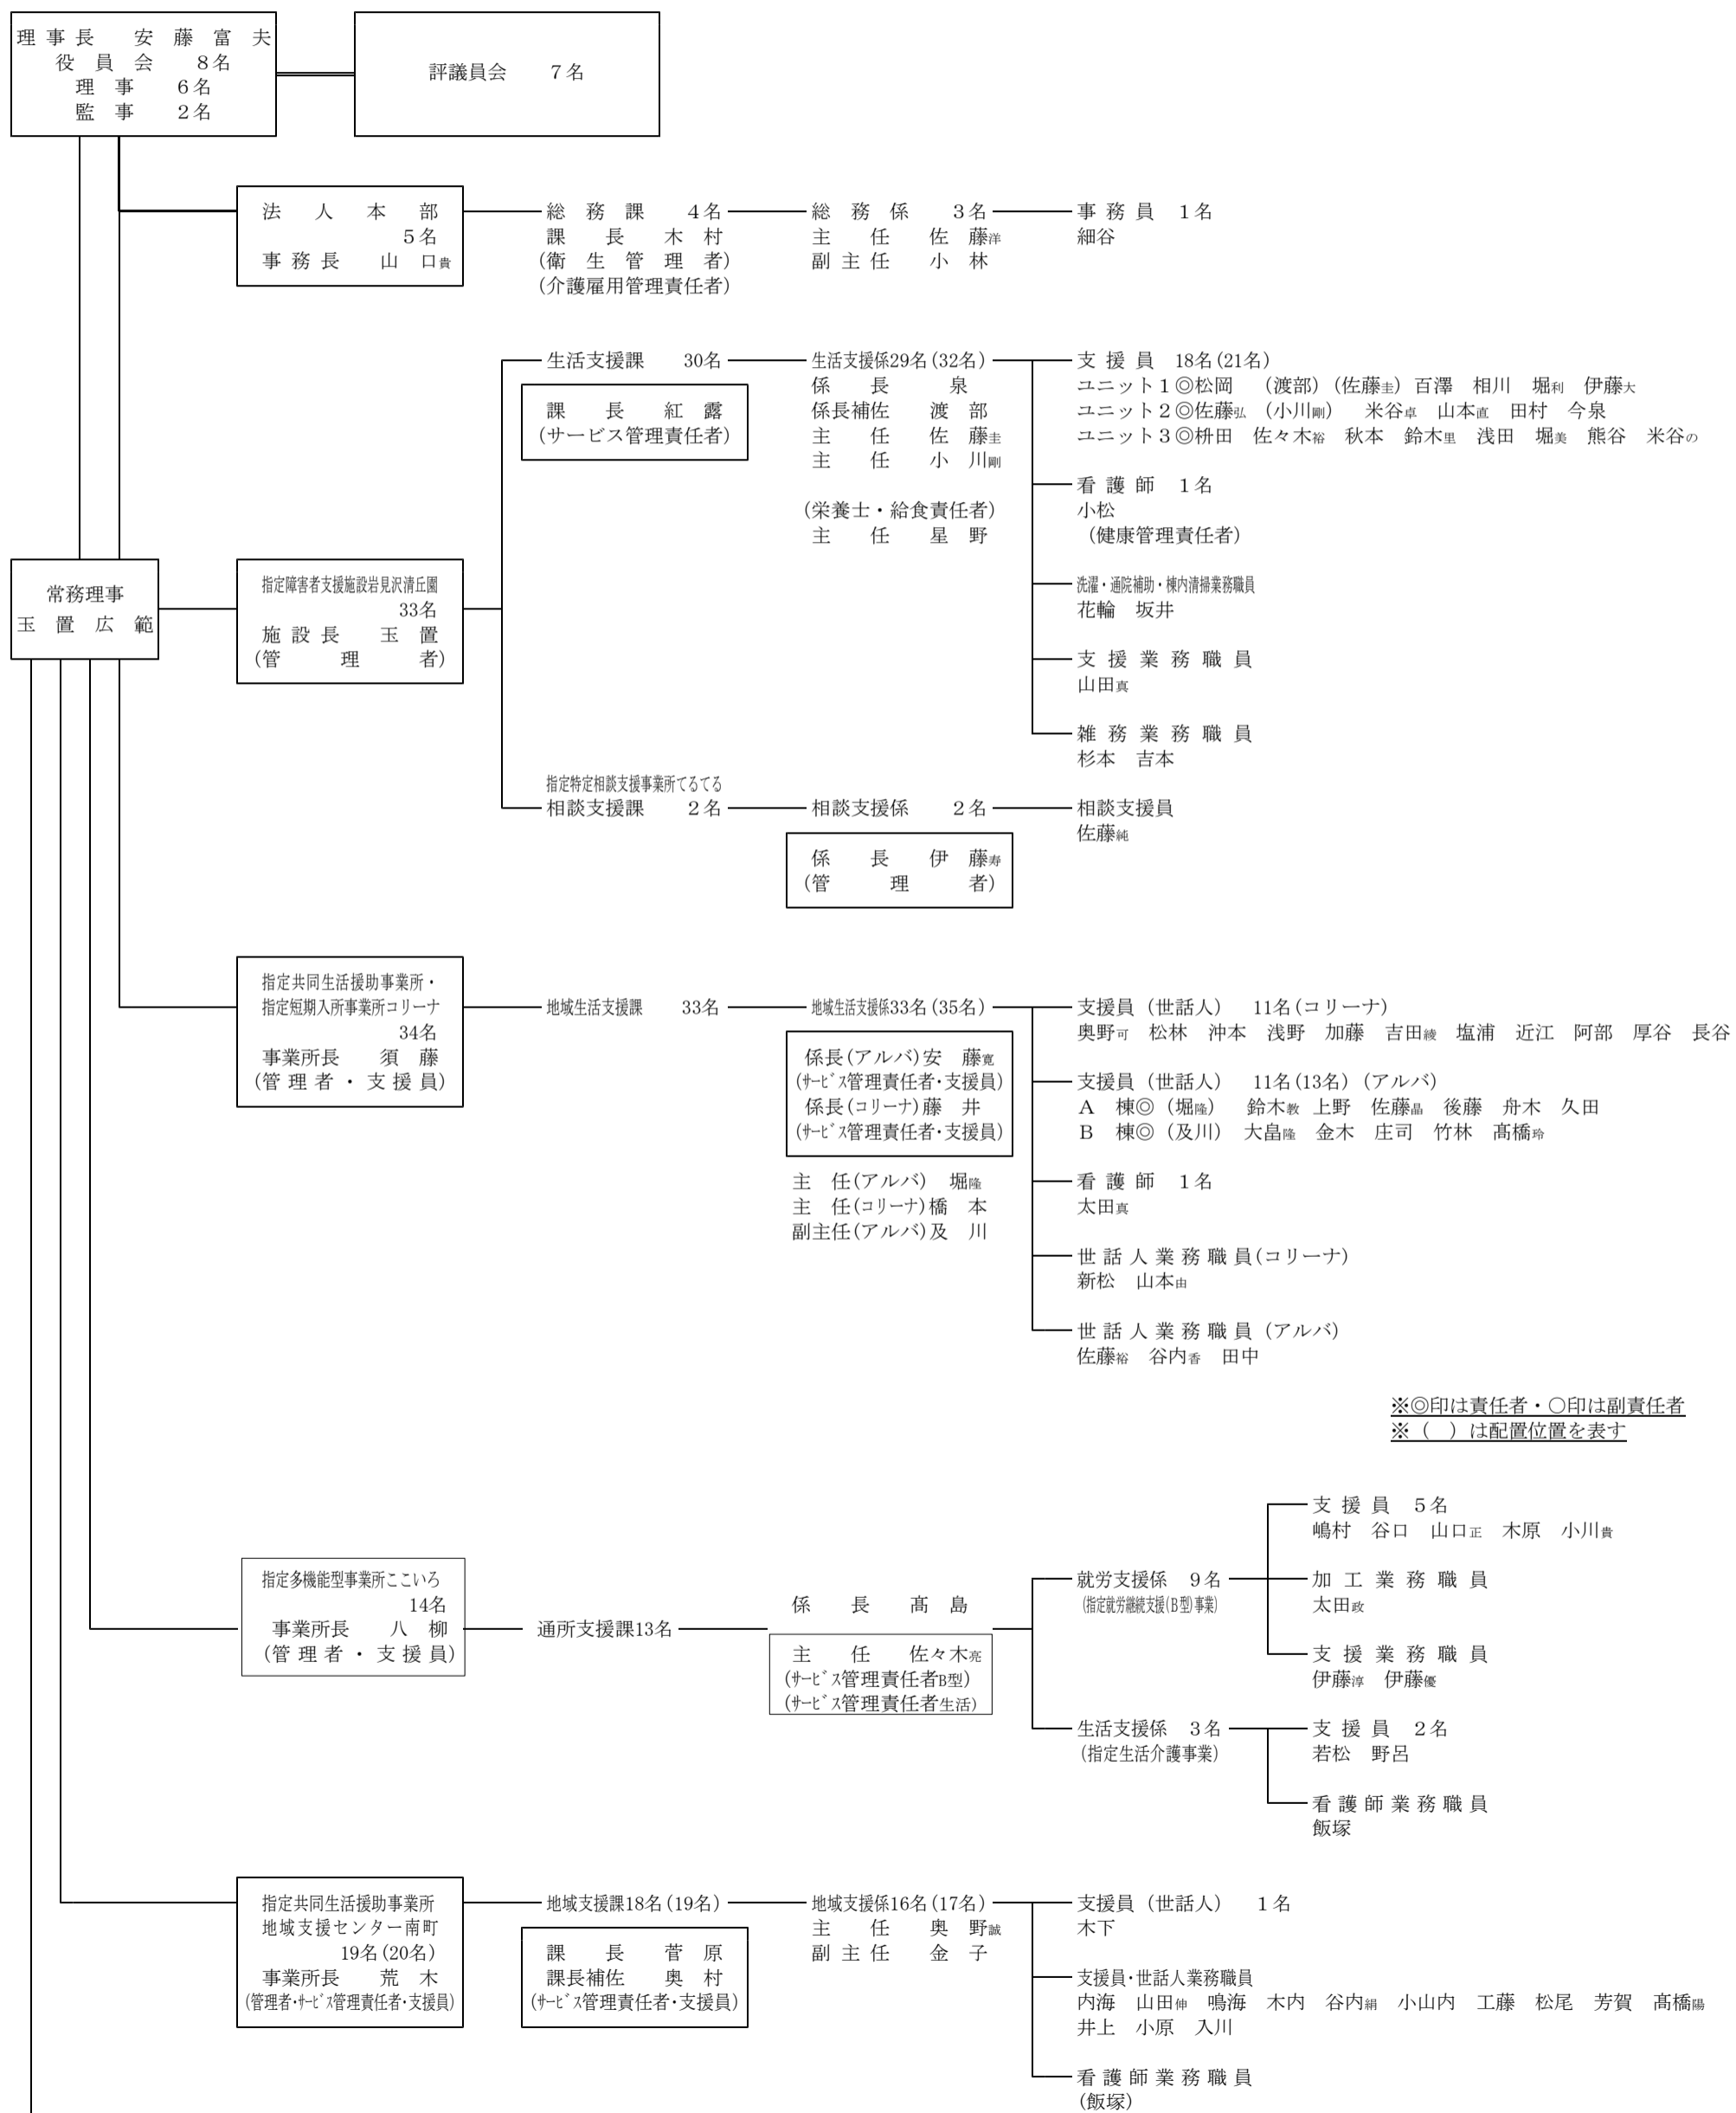 理事長　安藤富夫
役員会　8名
理事　6名
監事　2名
評議員会　7名
法人本部
5名
事務長　山口貴
総務課　4名
課長　木村
(衛生管理者)
(介護雇用管理責任者)
総務係　3名
主任　佐藤洋
副主任　小林
事務員　1名
細谷
常務理事
玉置広範
指定障害者支援施設岩見沢清丘園
33名
施設長　玉置
(管理者)
生活支援課　30名
課長　紅露
(サービス管理責任者)
生活支援係29名(32名)
係長　泉
係長補佐　渡部
主任　佐藤圭
主任　小川剛
(栄養士・給食責任者)
主任　星野
支援員　18名(21名)
ユニット1◎松岡　(渡部)(佐藤圭)百澤　相川　堀利　伊藤大
ユニット2◎佐藤弘　(小川剛)　米谷卓　山本直　田村　今泉
ユニット3◎枡田　佐々木裕　秋本　鈴木里　浅田　堀美　熊谷　米谷の
看護師　1名
小松
(健康管理責任者)
洗濯・通院補助・棟内清掃業務職員
花輪　坂井
支援業務職員
山田真
雑務業務職員
杉本　吉本
指定特定相談支援事業所てるてる
相談支援課　2名
相談支援係　2名
係長　伊藤寿
(管理者)
相談支援員
佐藤純
指定共同生活援助事業所・
指定短期入所事業所コリーナ
34名
事業所長　須藤
(管理者・支援員)
地域生活支援課　33名
地域生活支援係33名(35名)
係長(アルバ)安藤寛
(ｻｰﾋﾞｽ管理責任者・支援員)
係長(コリーナ)藤井
(ｻｰﾋﾞｽ管理責任者・支援員)
主任(アルバ)　堀隆
主任(コリーナ)橋本
副主任(アルバ)及川
支援員（世話人）　11名(コリーナ)
奥野可　松林　沖本　浅野　加藤　吉田綾　塩浦　近江　阿部　厚谷　長谷
支援員（世話人）　11名(13名)（アルバ）
A　棟◎（堀隆）　鈴木教　上野　佐藤晶　後藤　舟木　久田
B　棟◎（及川）　大畠隆　金木　庄司　竹林　髙橋玲
看護師　1名
太田真
世話人業務職員(コリーナ)
新松　山本由
世話人業務職員（アルバ）
佐藤裕　谷内香　田中
※◎印は責任者・○印は副責任者
※（　）は配置位置を表す
指定多機能型事業所ここいろ
14名
事業所長　八柳
(管理者・支援員)
通所支援課13名
係長　髙島
主任　佐々木亮
(ｻｰﾋﾞｽ管理責任者B型)
(ｻｰﾋﾞｽ管理責任者生活)
就労支援係　9名
(指定就労継続支援(B型)事業)
支援員　5名
嶋村　谷口　山口正　木原　小川貴
加工業務職員
太田政
支援業務職員
伊藤淳　伊藤優
生活支援係　3名
(指定生活介護事業)
支援員　2名
若松　野呂
看護師業務職員
飯塚
指定共同生活援助事業所
地域支援センター南町
19名(20名)
事業所長　荒木
(管理者・ｻｰﾋﾞｽ管理責任者・支援員)
地域支援課18名(19名)
課長　菅原
課長補佐　奥村
(ｻｰﾋﾞｽ管理責任者・支援員)
地域支援係16名(17名)
主任　奥野誠
副主任　金子
支援員（世話人）　1名
木下
支援員・世話人業務職員
内海　山田伸　鳴海　木内　谷内絹　小山内　工藤　松尾　芳賀　髙橋陽
井上　小原　入川
看護師業務職員
(飯塚)